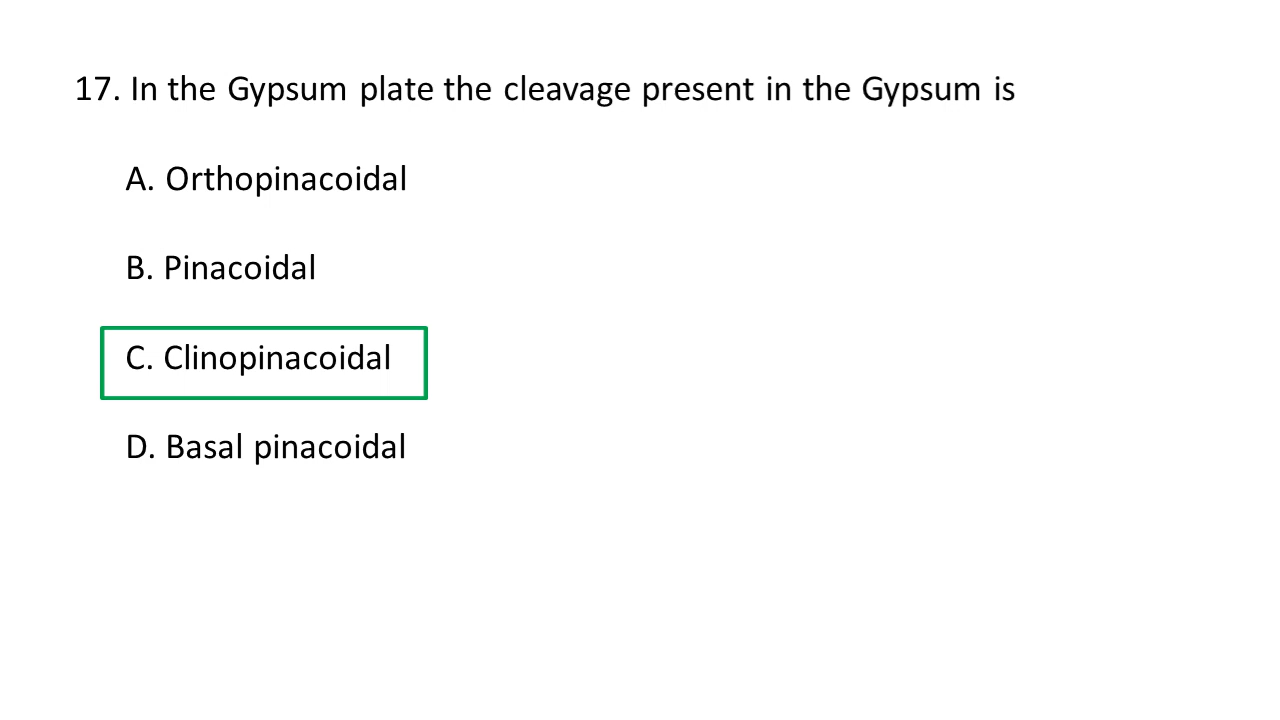 17. In the Gypsum plate the cleavage present in the Gypsum is
A. Orthopinacoidal
B. Pinacoidal
C. Clinopinacoidal
D. Basal pinacoidal